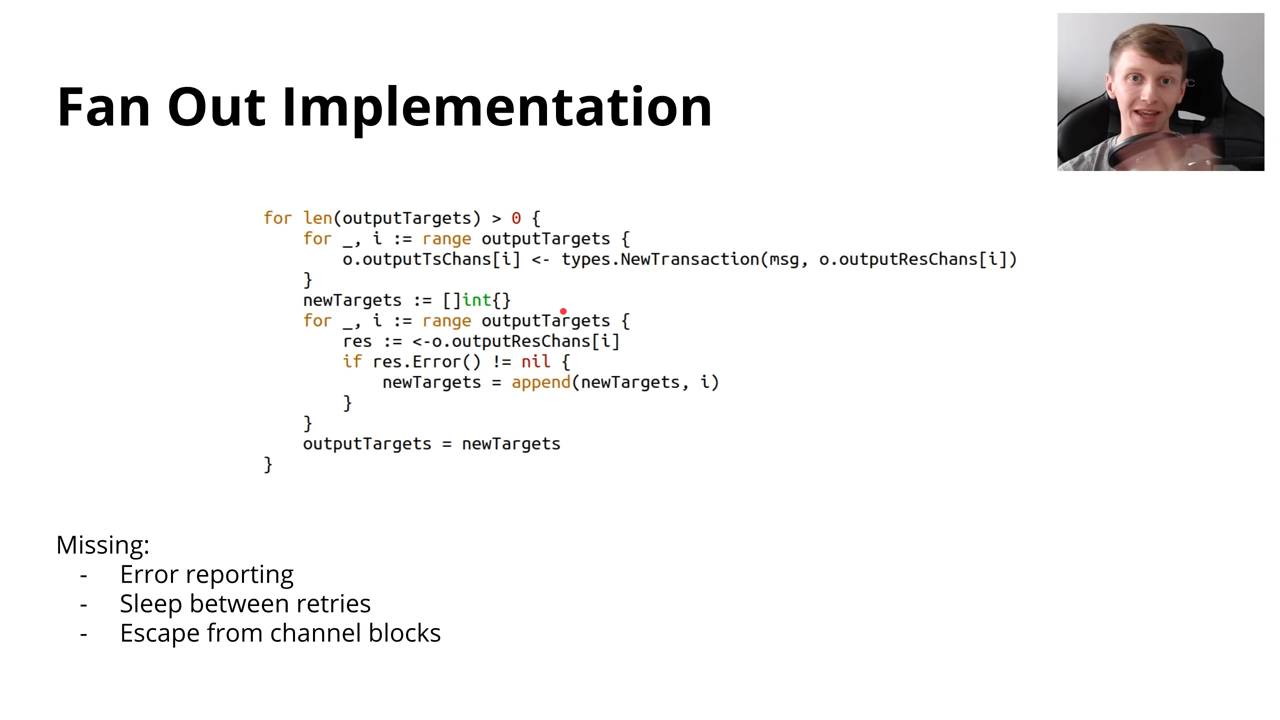 Fan Out Implementation
for len(outputTargets) > 0 {
    for _, i := range outputTargets {
        o.outputTsChans[i] <- types.NewTransaction(msg, o.outputResChans[i])
    }
    newTargets := []int{}
    for _, i := range outputTargets {
        res := <-o.outputResChans[i]
        if res.Error() != nil {
            newTargets = append(newTargets, i)
        }
    }
    outputTargets = newTargets
}
Missing:
- Error reporting
- Sleep between retries
- Escape from channel blocks